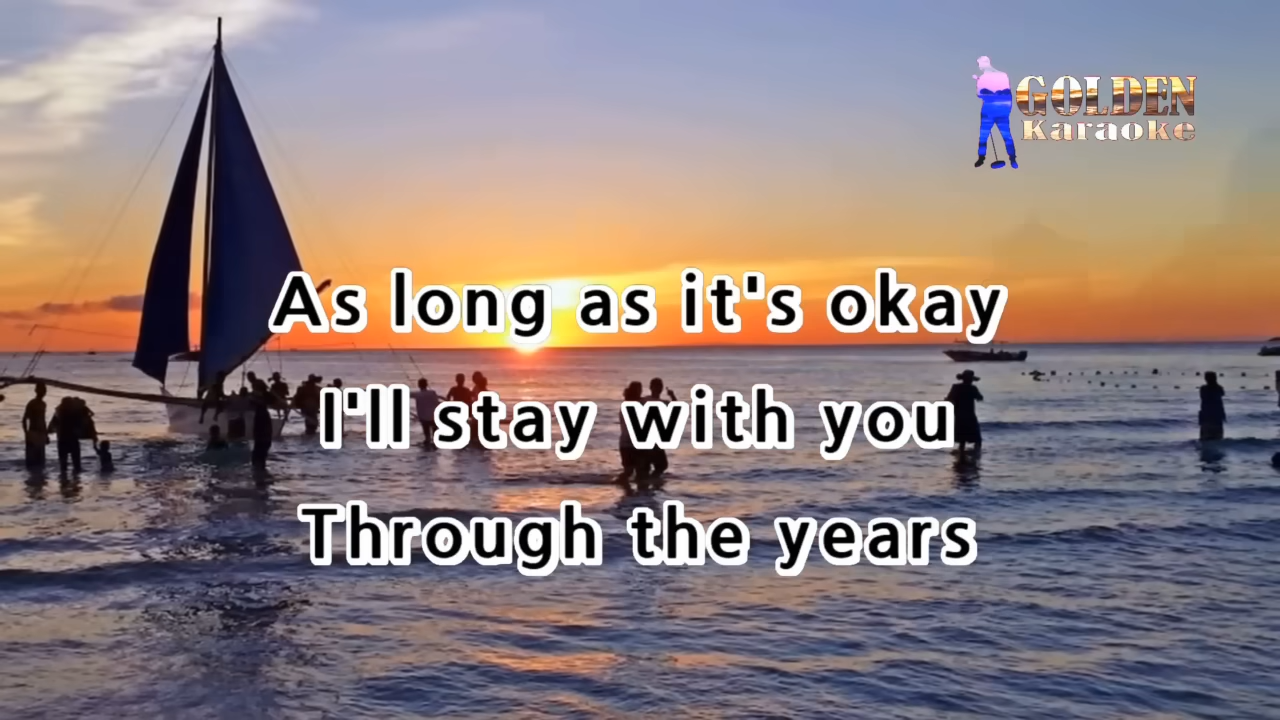 GOLDEN
Karaoke
As long as it's okay
I'll stay with you
Through the years